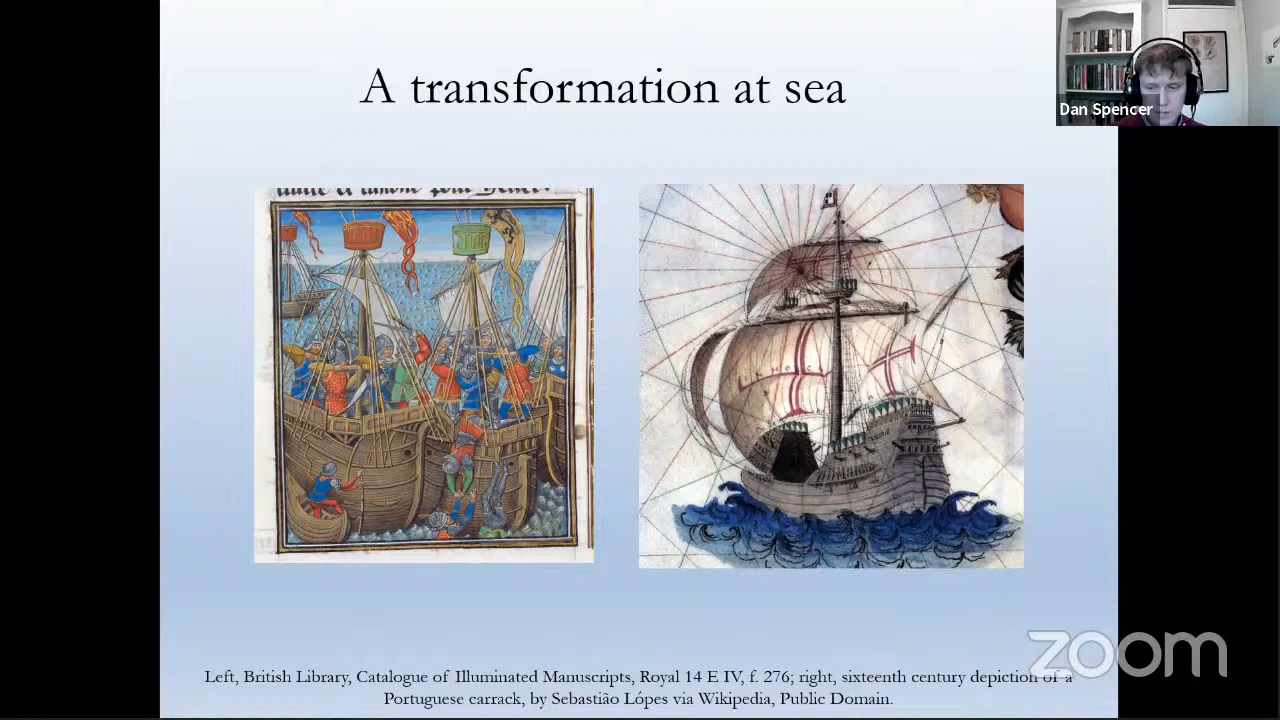 A transformation at sea
Dan Spencer
zoom
Left, British Library, Catalogue of Illuminated Manuscripts, Royal 14 E IV, f. 276; right, sixteenth century depiction of a
Portuguese carrack, by Sebastião Lópes via Wikipedia, Public Domain.